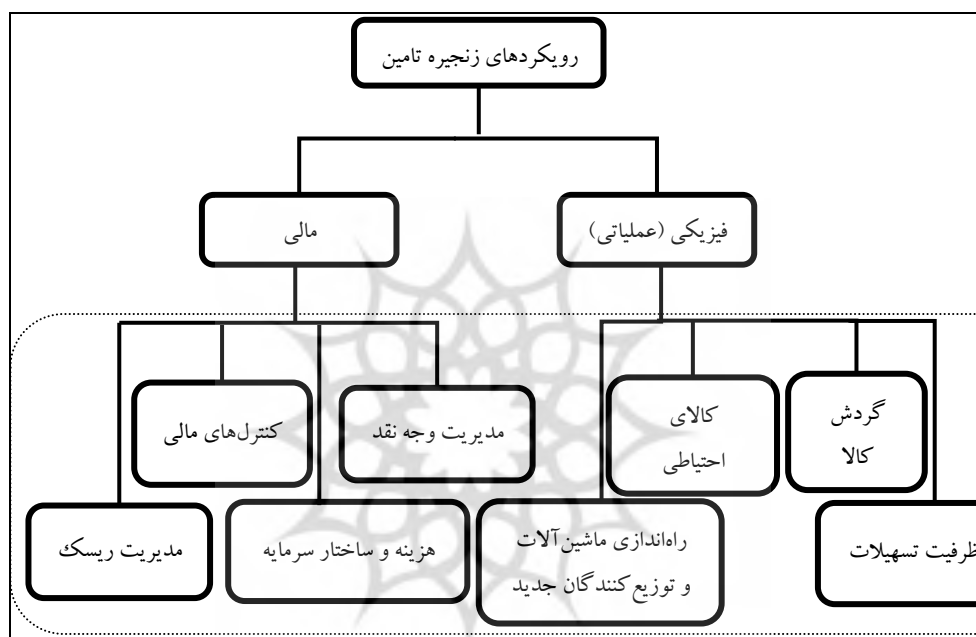 رویکردهای زنجیره تامین
فیزیکی (عملیاتی)
مالی
گردش
کالا
کالای
احتیاطی
مدیریت وجه نقد
کنترل‌های مالی
ظرفیت تسهیلات
راه‌اندازی ماشین‌آلات
و توزیع‌کنندگان جدید
هزینه و ساختار سرمایه
مدیریت ریسک